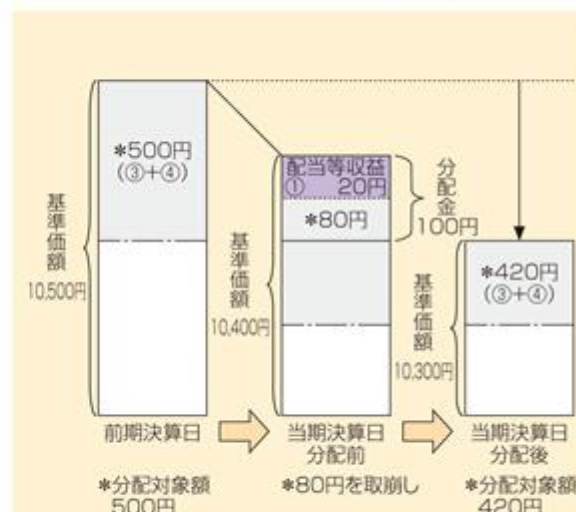 *500円
(③+④)
基準価額
10,500円
前期決算日
*分配対象額
500円
配当等収益
① 20円
*80円
分配金
100円
基準価額
10,400円
当期決算日
分配前
*80円を取崩し
*420円
(③+④)
基準価額
10,300円
当期決算日
分配後
*分配対象額
420円